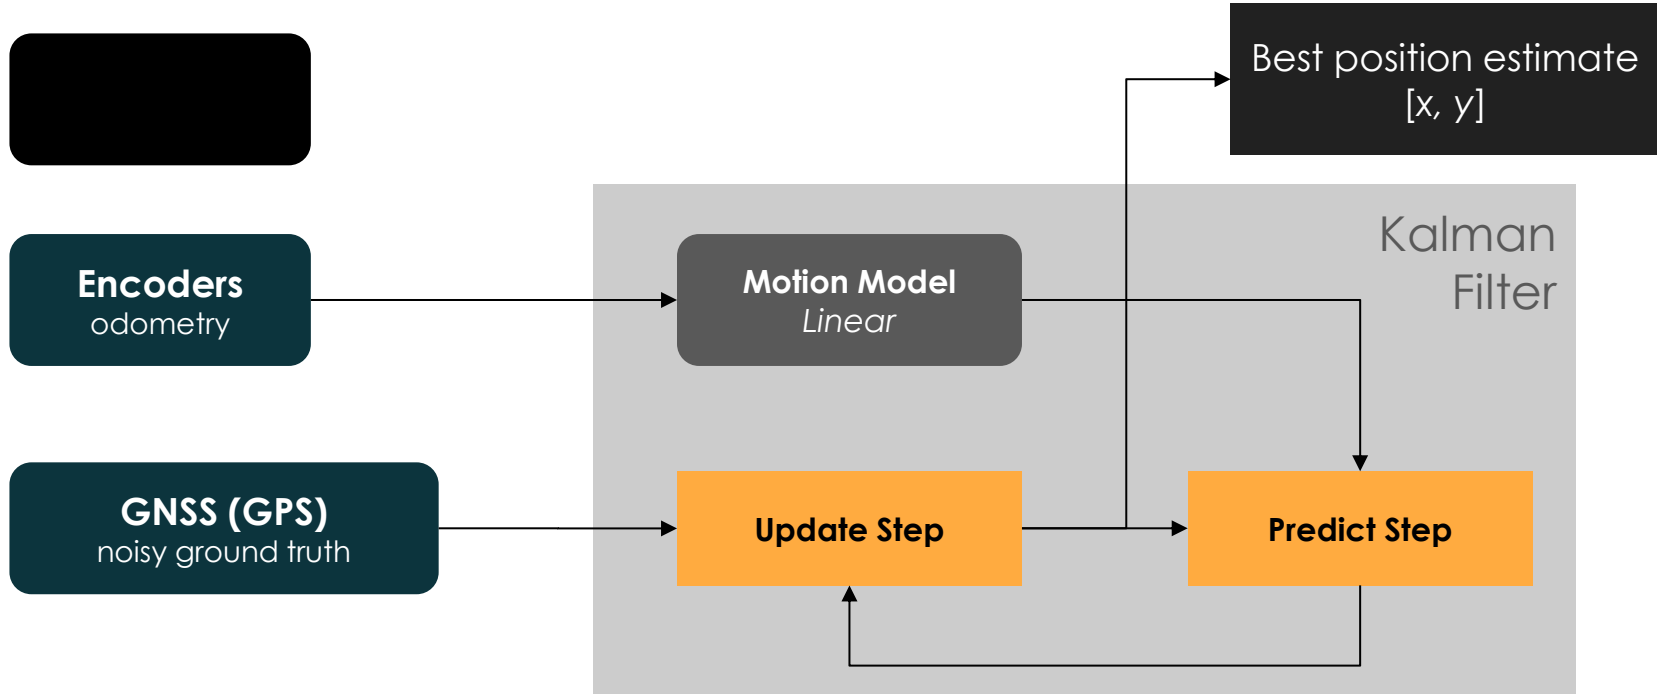 Best position estimate
[x, y]
Kalman
Filter
Encoders
odometry
Motion Model
Linear
GNSS (GPS)
noisy ground truth
Update Step
Predict Step